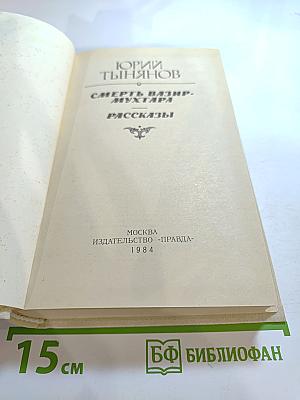 ЮРИЙ
ТЫНЯНОВ
СМЕРТЬ ВАЗИР-
МУХТАРА
РАССКАЗЫ
МОСКВА
ИЗДАТЕЛЬСТВО «ПРАВДА»
1984
15 см
БФ БИБЛИОФАН